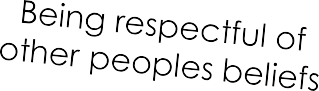 Being respectful of
other peoples beliefs